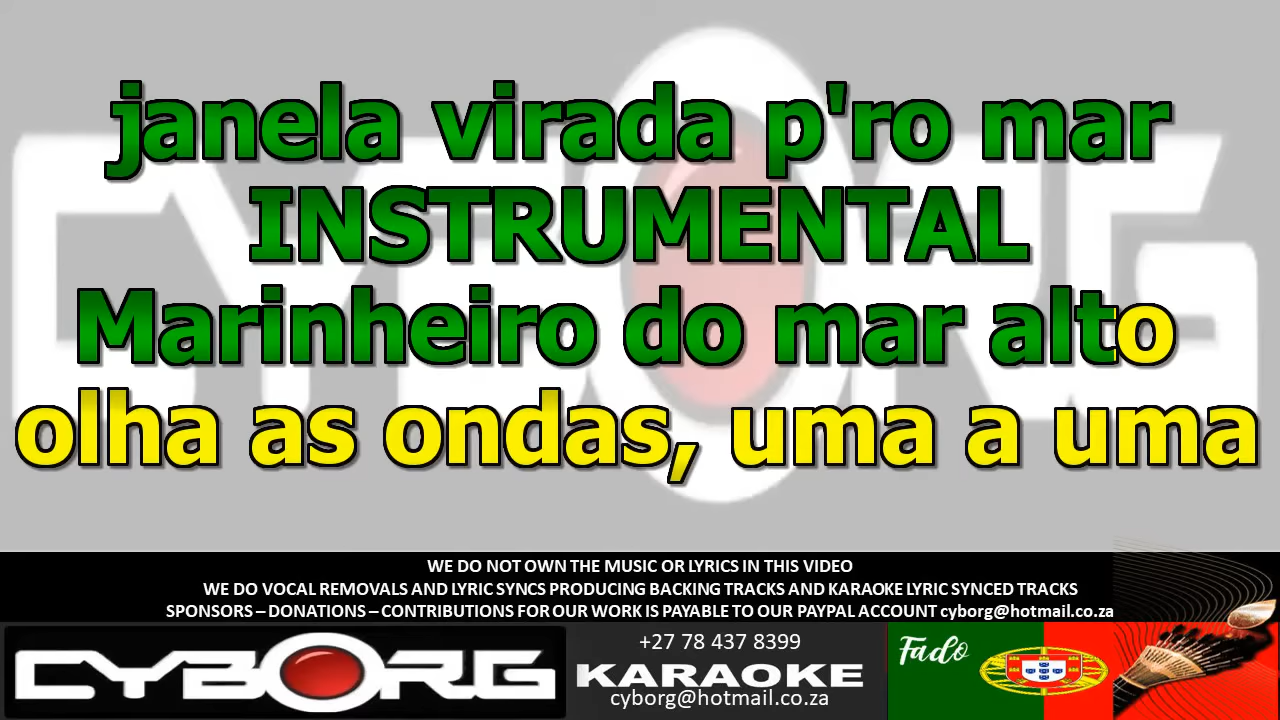 janela virada p'ro mar
INSTRUMENTAL
Marinheiro do mar alto
olha as ondas, uma a uma
WE DO NOT OWN THE MUSIC OR LYRICS IN THIS VIDEO
WE DO VOCAL REMOVALS AND LYRIC SYNCS PRODUCING BACKING TRACKS AND KARAOKE LYRIC SYNCED TRACKS
SPONSORS – DONATIONS – CONTRIBUTIONS FOR OUR WORK IS PAYABLE TO OUR PAYPAL ACCOUNT cyborg@hotmail.co.za
CYBORG
+27 78 437 8399
KARAOKE
cyborg@hotmail.co.za
Fado